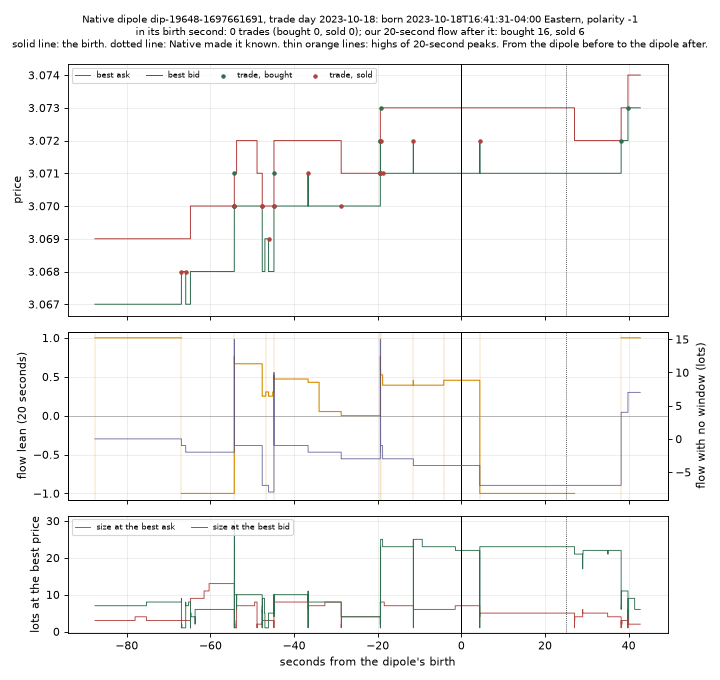 Native dipole dip-19648-1697661691, trade day 2023-10-18: born 2023-10-18T16:41:31-04:00 Eastern, polarity -1
in its birth second: 0 trades (bought 0, sold 0); our 20-second flow after it: bought 16, sold 6
solid line: the birth. dotted line: Native made it known. thin orange lines: highs of 20-second peaks. From the dipole before to the dipole after.
best ask best bid trade, bought trade, sold
3.074
3.073
3.072
3.071
3.070
3.069
3.068
3.067
price
1.0
0.5
0.0
−0.5
−1.0
flow lean (20 seconds)
15
10
5
0
−5
flow with no window (lots)
size at the best ask size at the best bid
30
20
10
0
lots at the best price
−80 −60 −40 −20 0 20 40
seconds from the dipole's birth